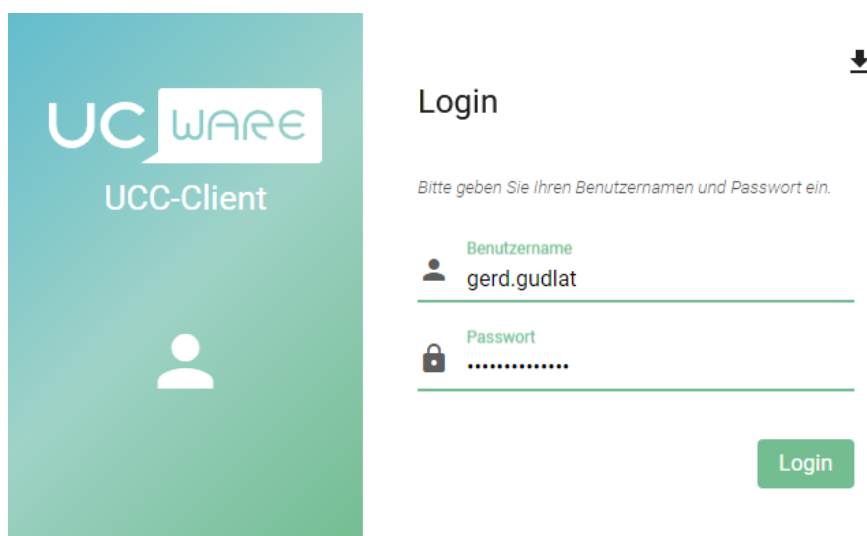 UC WARE
UCC-Client
Login
Bitte geben Sie Ihren Benutzernamen und Passwort ein.
Benutzername
gerd.gudlat
Passwort
••••••••••••••
Login